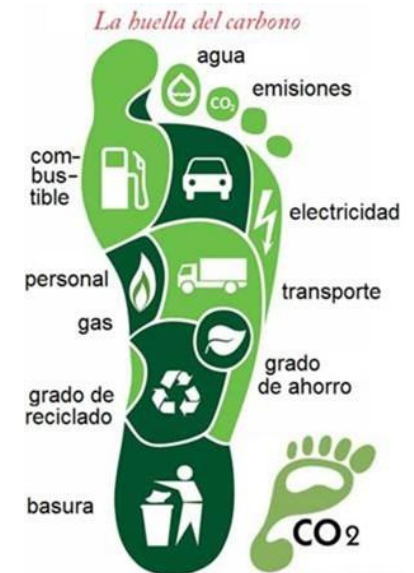 La huella del carbono
agua
emisiones
CO₂
com-
bus-
tible
electricidad
personal
transporte
gas
grado
de ahorro
grado de
reciclado
basura
CO2